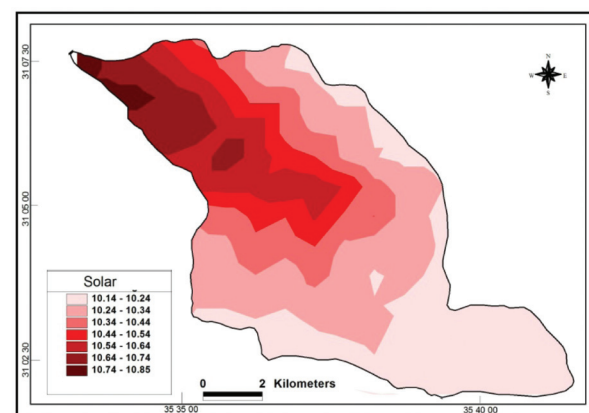 31 07 30
N
W E
S
31 05 00
31 02 30
Solar
10.14 - 10.24
10.24 - 10.34
10.34 - 10.44
10.44 - 10.54
10.54 - 10.64
10.64 - 10.74
10.74 - 10.85
0 2 Kilometers
35 35 00 35 40 00